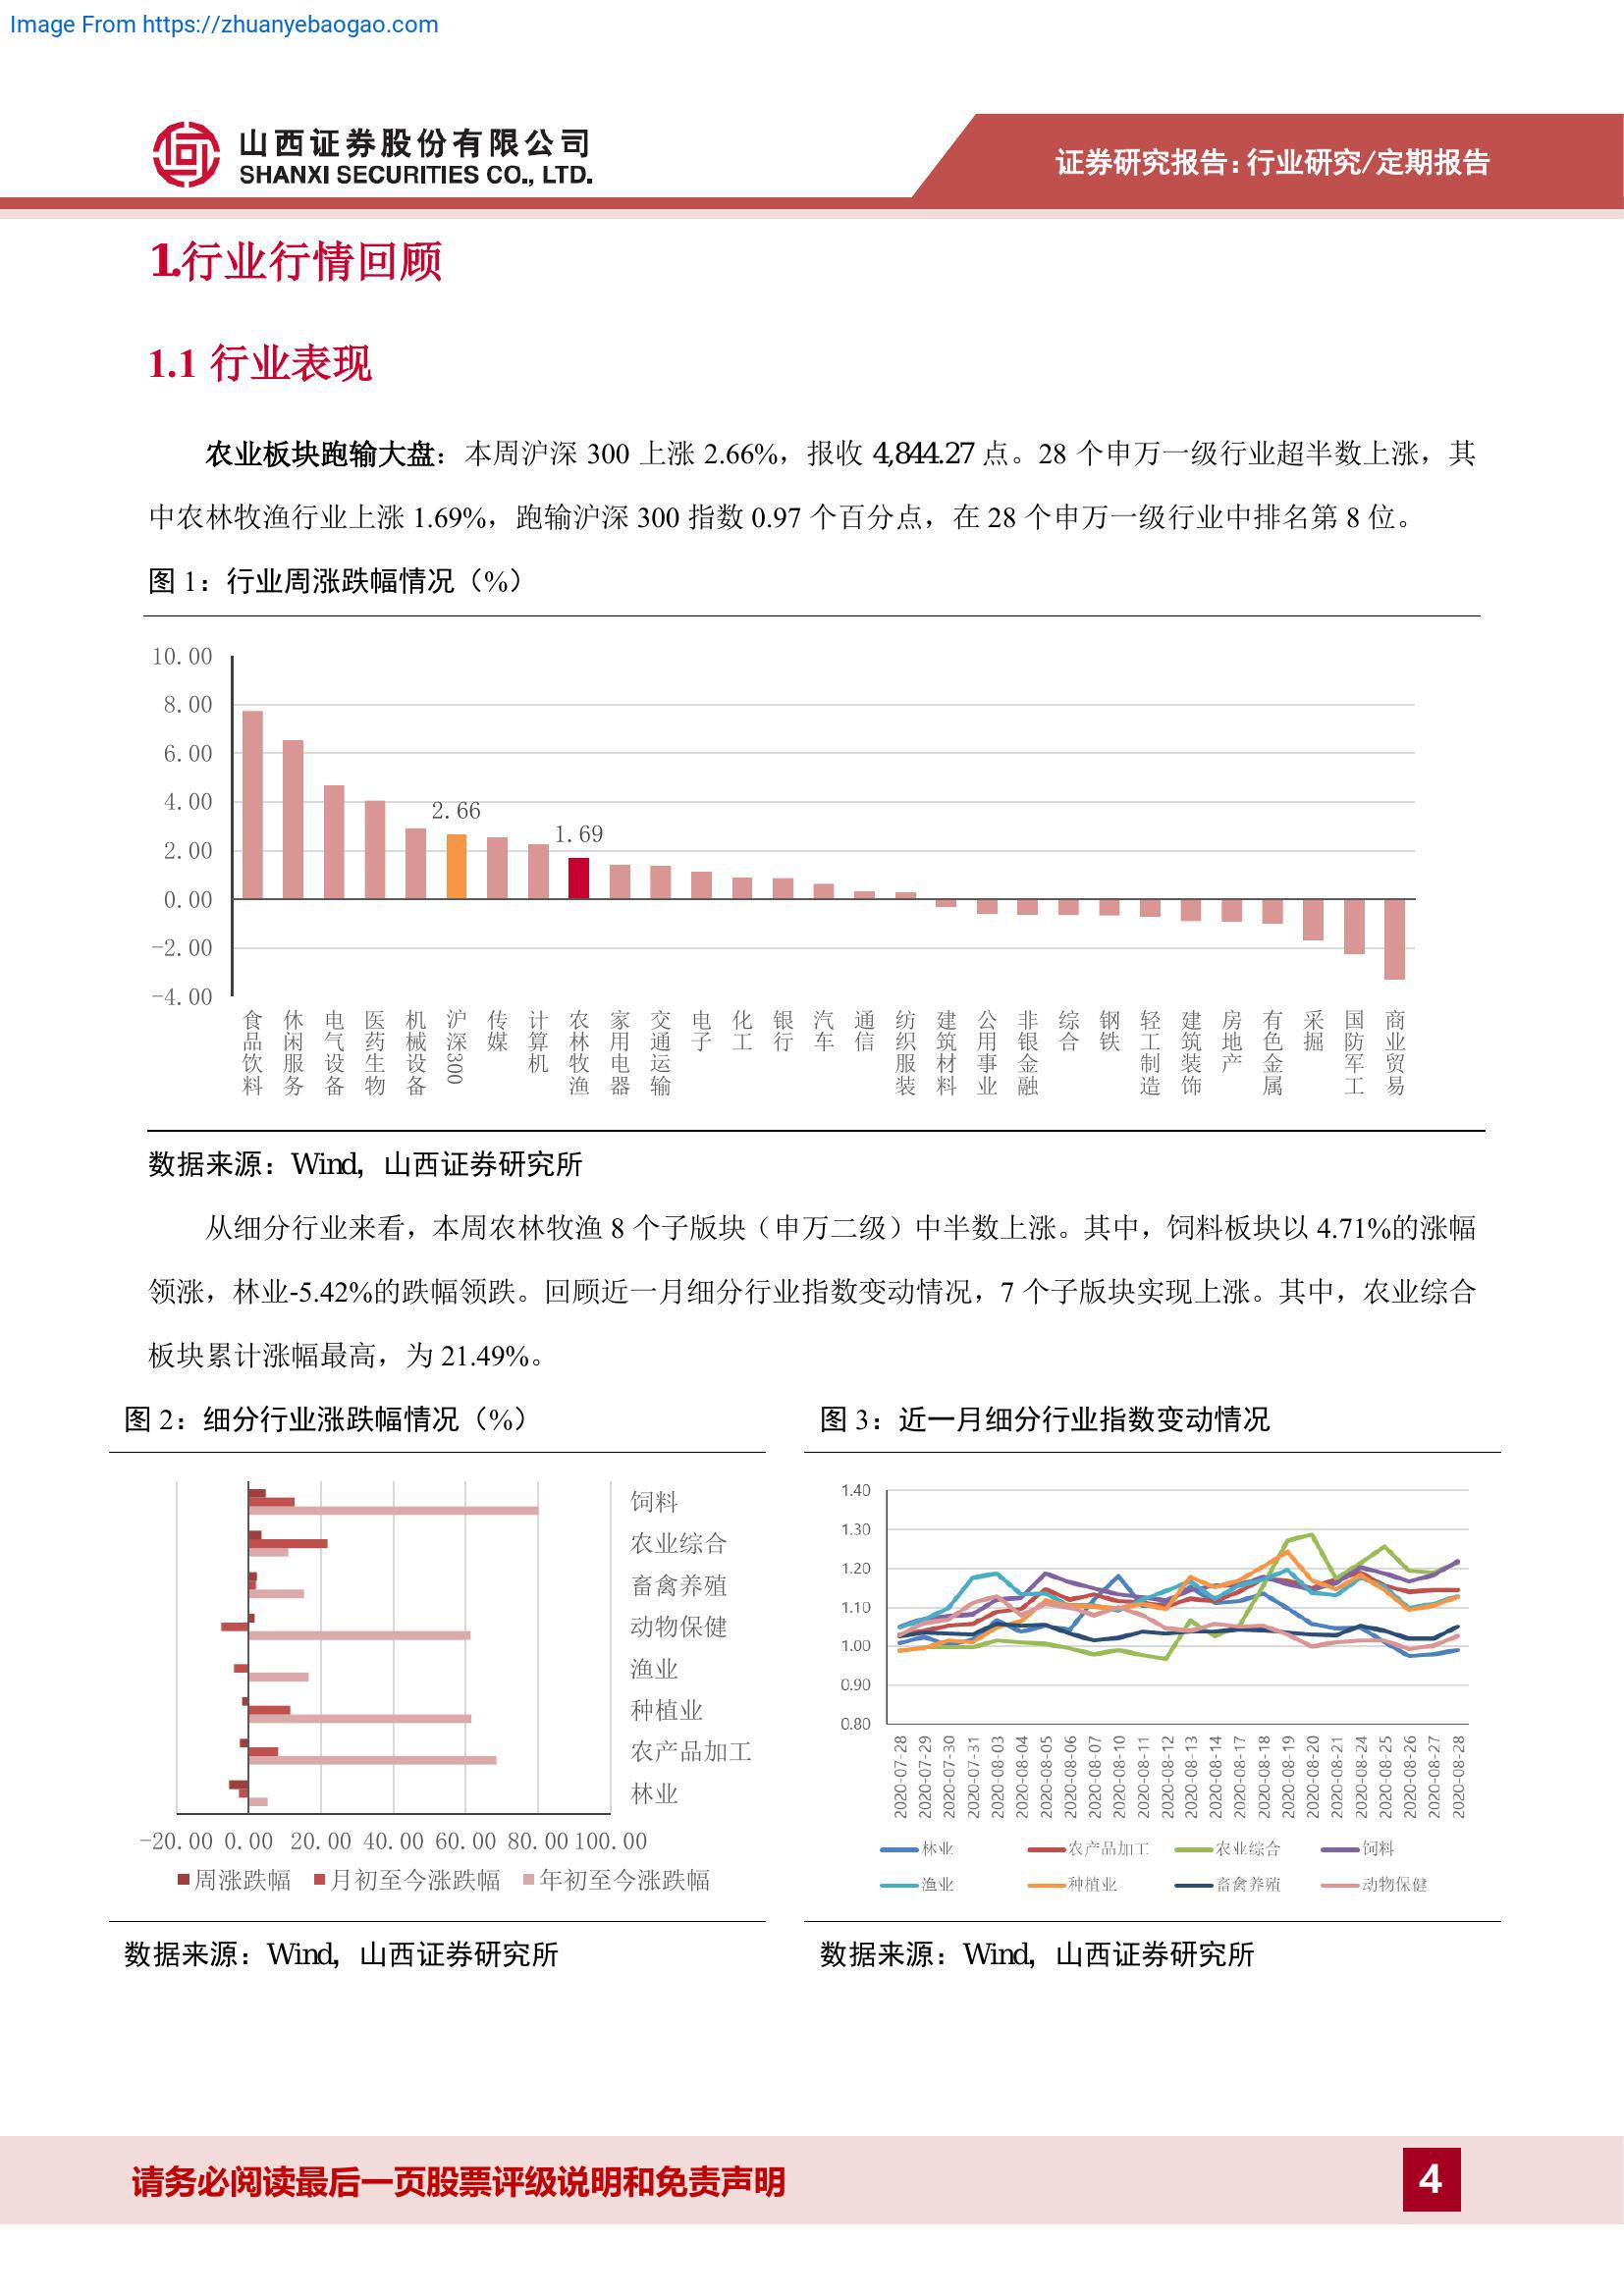 Image From https://zhuanyebaogao.com
山西证券股份有限公司
SHANXI SECURITIES CO., LTD.
证券研究报告:行业研究/定期报告
1.行业行情回顾
1.1 行业表现
农业板块跑输大盘：本周沪深 300 上涨 2.66%，报收 4,844.27 点。28 个申万一级行业超半数上涨，其
中农林牧渔行业上涨 1.69%，跑输沪深 300 指数 0.97 个百分点，在 28 个申万一级行业中排名第 8 位。
图 1：行业周涨跌幅情况（%）
10.00
8.00
6.00
4.00
2.00
0.00
-2.00
-4.00
2.66
1.69
食品饮料
休闲服务
电气设备
医药生物
机械设备
沪深300
传媒
计算机
农林牧渔
家用电器
交通运输
电子
化工
银行
汽车
通信
纺织服装
建筑材料
公用事业
非银金融
综合
钢铁
轻工制造
建筑装饰
房地产
有色金属
采掘
国防军工
商业贸易
数据来源：Wind，山西证券研究所
从细分行业来看，本周农林牧渔 8 个子版块（申万二级）中半数上涨。其中，饲料板块以 4.71%的涨幅
领涨，林业-5.42%的跌幅领跌。回顾近一月细分行业指数变动情况，7 个子版块实现上涨。其中，农业综合
板块累计涨幅最高，为 21.49%。
图 2：细分行业涨跌幅情况（%）
饲料
农业综合
畜禽养殖
动物保健
渔业
种植业
农产品加工
林业
-20.00 0.00 20.00 40.00 60.00 80.00 100.00
周涨跌幅 月初至今涨跌幅 年初至今涨跌幅
数据来源：Wind，山西证券研究所
图 3：近一月细分行业指数变动情况
1.40
1.30
1.20
1.10
1.00
0.90
0.80
2020-07-28
2020-07-29
2020-07-30
2020-07-31
2020-08-03
2020-08-04
2020-08-05
2020-08-06
2020-08-07
2020-08-10
2020-08-11
2020-08-12
2020-08-13
2020-08-14
2020-08-17
2020-08-18
2020-08-19
2020-08-20
2020-08-21
2020-08-24
2020-08-25
2020-08-26
2020-08-27
2020-08-28
林业 农产品加工 农业综合 饲料
渔业 种植业 畜禽养殖 动物保健
数据来源：Wind，山西证券研究所
请务必阅读最后一页股票评级说明和免责声明
4